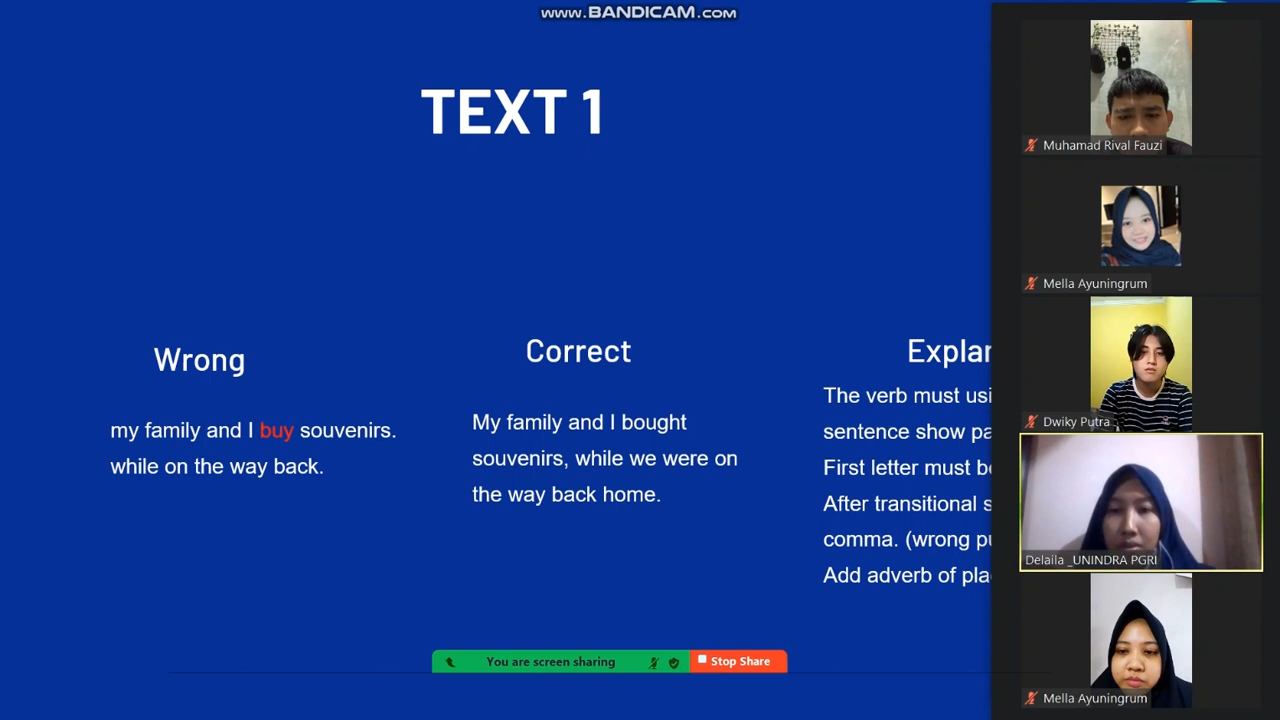 www.BANDICAM.com
TEXT 1
Wrong
my family and I buy souvenirs.
while on the way back.
Correct
My family and I bought
souvenirs, while we were on
the way back home.
Explan
The verb must usi
sentence show pa
First letter must be
After transitional s
comma. (wrong pu
Add adverb of pla
You are screen sharing
Stop Share
Muhamad Rival Fauzi
Mella Ayuningrum
Dwiky Putra
Delaila _UNINDRA PGRI
Mella Ayuningrum